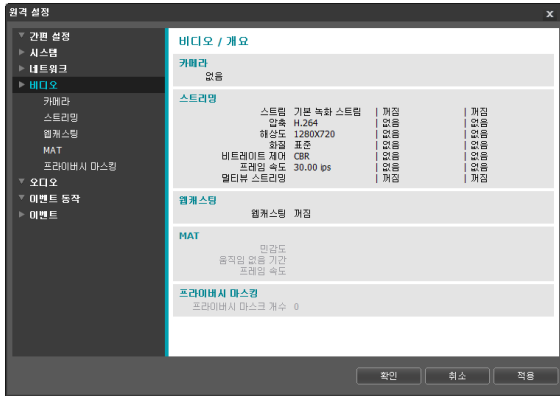 원격 설정 x
간편 설정
시스템
네트워크
비디오
카메라
스트리밍
웹캐스팅
MAT
프라이버시 마스킹
오디오
이벤트 동작
이벤트
비디오 / 개요
카메라
없음
스트리밍
스트림 기본 녹화 스트림 | 꺼짐 | 꺼짐
압축 H.264 | 없음 | 없음
해상도 1280X720 | 없음 | 없음
화질 표준 | 없음 | 없음
비트레이트 제어 CBR | 없음 | 없음
프레임 속도 30.00 ips | 없음 | 없음
멀티뷰 스트리밍 | 꺼짐 | 꺼짐
웹캐스팅
웹캐스팅 꺼짐
MAT
민감도
움직임 없음 기간
프레임 속도
프라이버시 마스킹
프라이버시 마스크 개수 0
확인 취소 적용